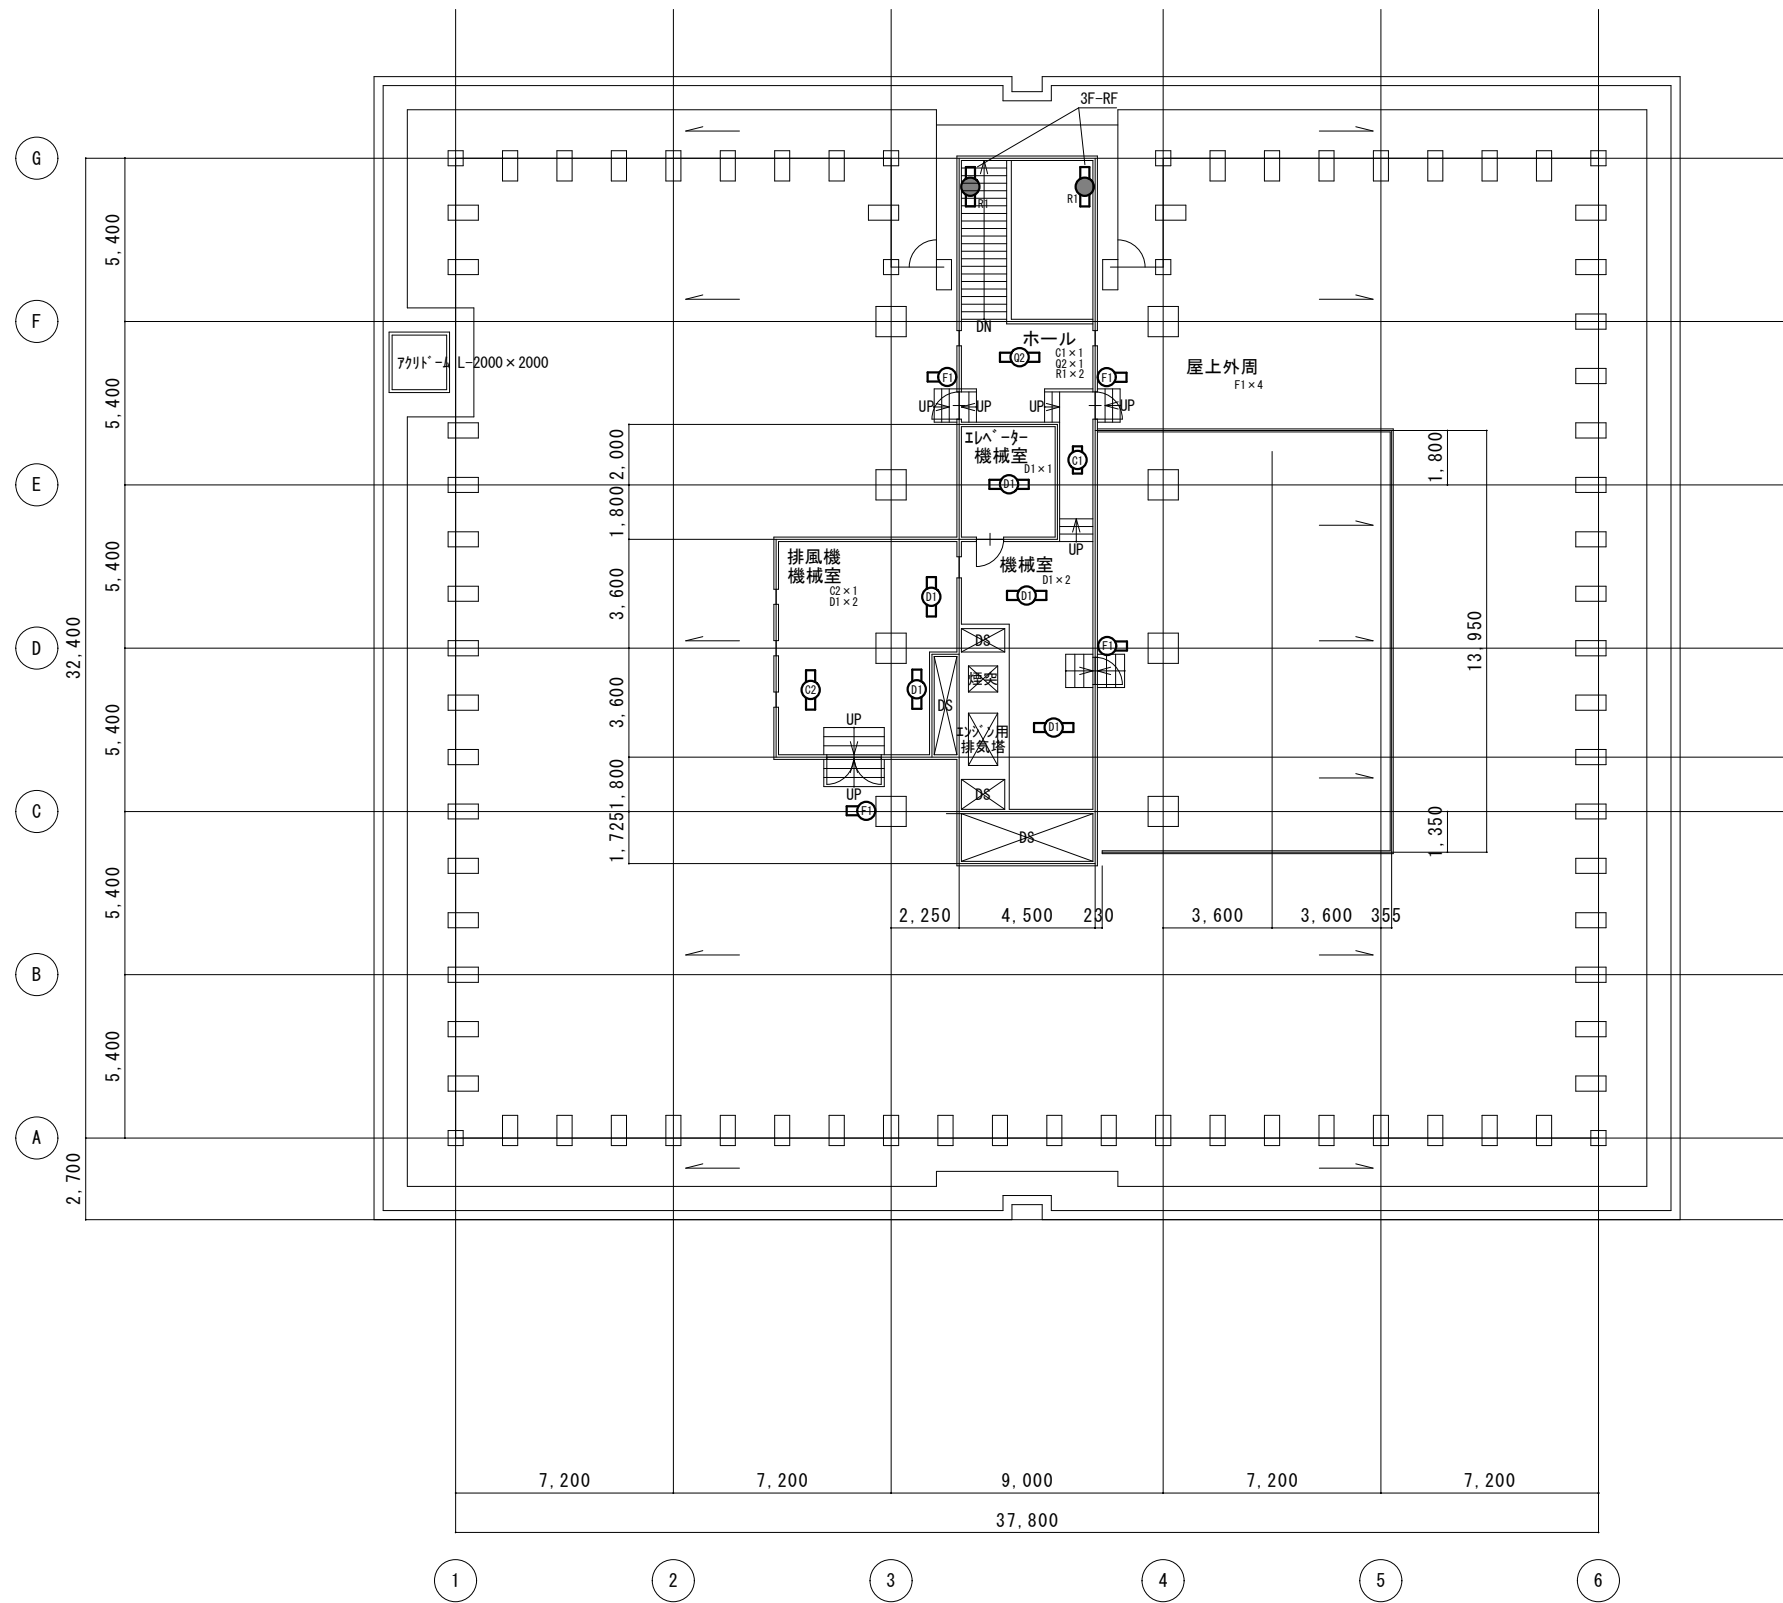 3F-RF
G
R1
R1
5,400
F
DN
ホール
C1×1
Q2×1
R1×2
Q2
アクリドーム L-2000×2000
屋上外周
F1×4
F1
F1
5,400
UP
UP
UP
UP
2,000
エレベーター
機械室
D1×1
C1
1,800
E
D1
1,800
排風機
機械室
C2×1
D1×2
機械室
D1×2
UP
5,400
3,600
D1
D1
13,950
32,400
D
DS
F1
煙突
C2
D1
DS
3,600
5,400
UP
エンジン用
排気塔
D1
1,800
UP
DS
C
F1
1,725
DS
1,350
2,250
4,500
230
3,600
3,600
355
5,400
B
5,400
A
2,700
7,200
7,200
9,000
7,200
7,200
37,800
1
2
3
4
5
6